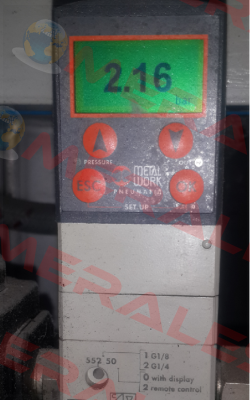 2.16
bar
PRESSURE
ESC
METAL
WORK
PNEUMATIC
SET UP
552 50
1 G1/8
2 G1/4
0 with display
2 remote control